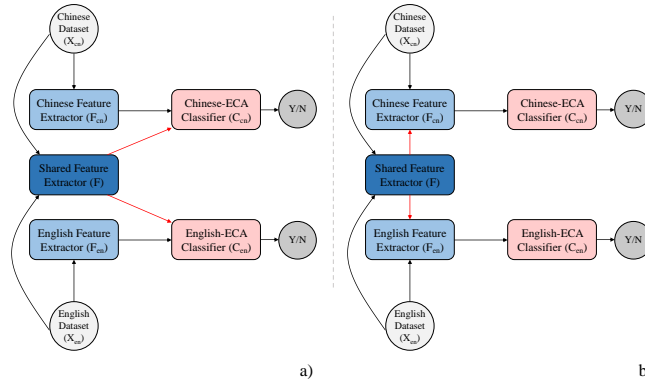 Chinese
Dataset
(Xcn)
Chinese Feature
Extractor (Fcn)
Chinese-ECA
Classifier (Ccn)
Y/N
Shared Feature
Extractor (F)
English Feature
Extractor (Fen)
English-ECA
Classifier (Cen)
Y/N
English
Dataset
(Xen)
a)
Chinese
Dataset
(Xcn)
Chinese Feature
Extractor (Fcn)
Chinese-ECA
Classifier (Ccn)
Y/N
Shared Feature
Extractor (F)
English Feature
Extractor (Fen)
English-ECA
Classifier (Cen)
Y/N
English
Dataset
(Xen)
b